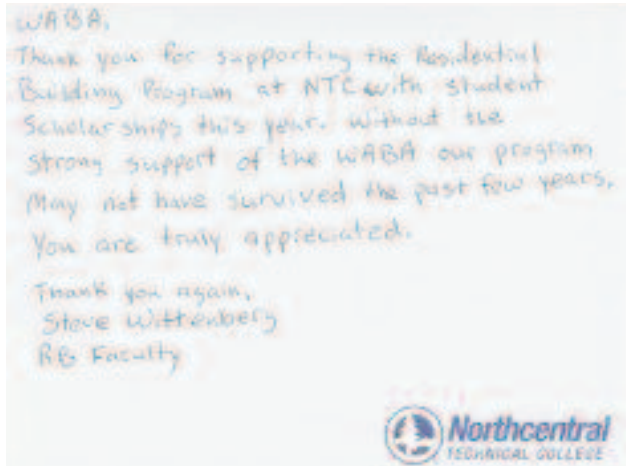 WABA,
Thank you for supporting the Residential
Building Program at NTC with student
Scholarships this year. Without the
strong support of the WABA our program
May not have survived the past few years.
You are truly appreciated.
Thank you again,
Steve Wittenberg
RB Faculty
Northcentral
TECHNICAL COLLEGE